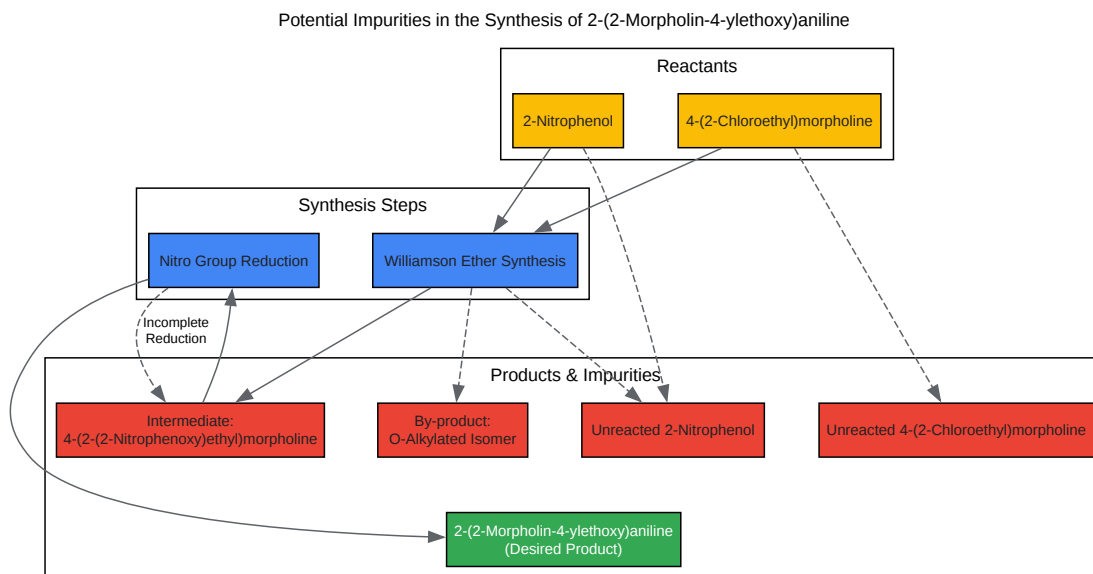 Potential Impurities in the Synthesis of 2-(2-Morpholin-4-ylethoxy)aniline
Reactants
2-Nitrophenol
4-(2-Chloroethyl)morpholine
Synthesis Steps
Nitro Group Reduction
Williamson Ether Synthesis
Incomplete
Reduction
Products & Impurities
Intermediate:
4-(2-(2-Nitrophenoxy)ethyl)morpholine
By-product:
O-Alkylated Isomer
Unreacted 2-Nitrophenol
Unreacted 4-(2-Chloroethyl)morpholine
2-(2-Morpholin-4-ylethoxy)aniline
(Desired Product)